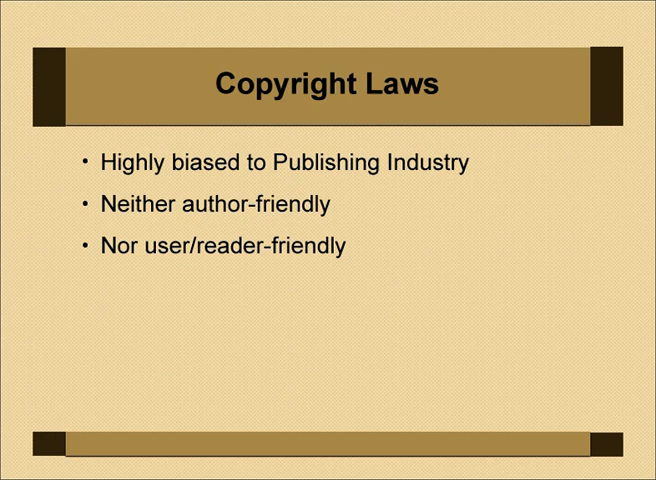 Copyright Laws
• Highly biased to Publishing Industry
• Neither author-friendly
• Nor user/reader-friendly